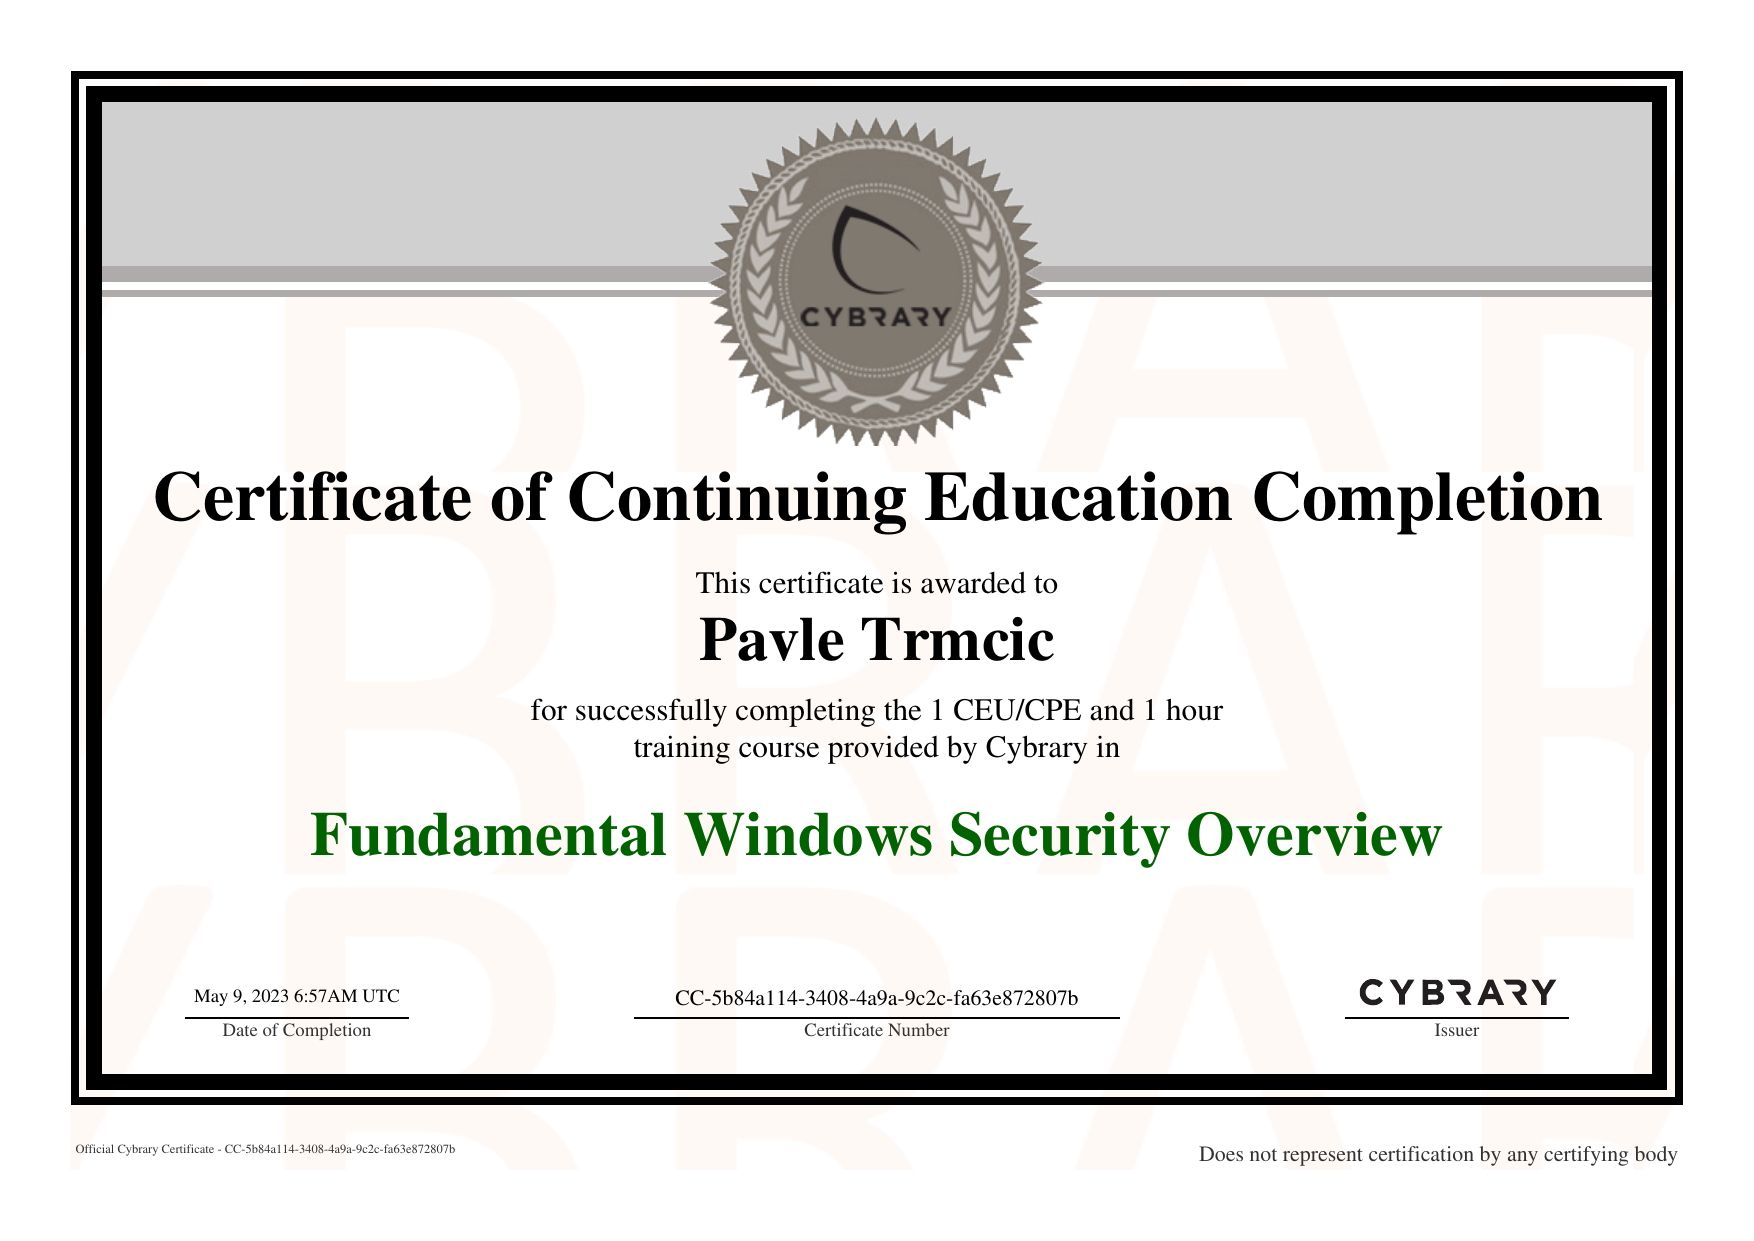 CYBRARY
Certificate of Continuing Education Completion
This certificate is awarded to
Pavle Trmcic
for successfully completing the 1 CEU/CPE and 1 hour
training course provided by Cybrary in
Fundamental Windows Security Overview
May 9, 2023 6:57AM UTC
Date of Completion
CC-5b84a114-3408-4a9a-9c2c-fa63e872807b
Certificate Number
CYBRARY
Issuer
Official Cybrary Certificate - CC-5b84a114-3408-4a9a-9c2c-fa63e872807b
Does not represent certification by any certifying body